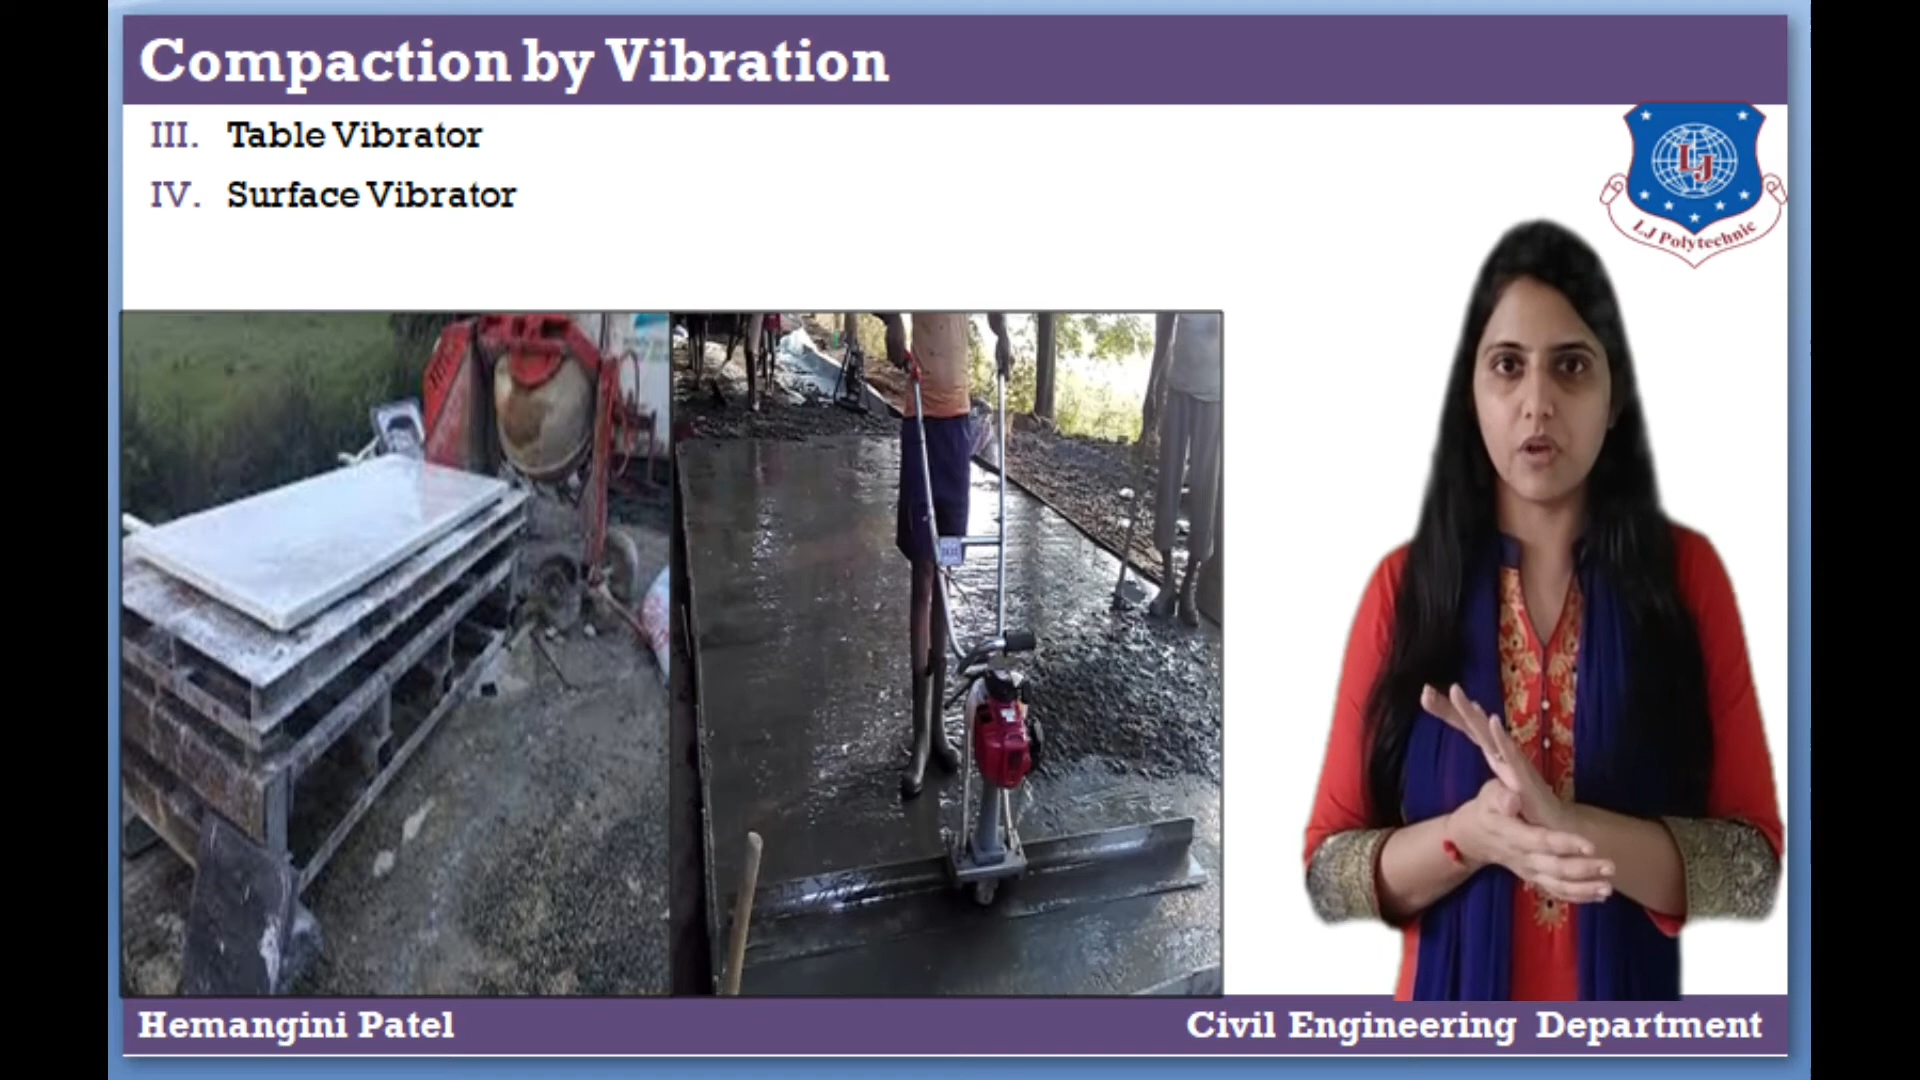 Compaction by Vibration
III. Table Vibrator
IV. Surface Vibrator
LJ
LJ Polytechnic
Hemangini Patel
Civil Engineering Department